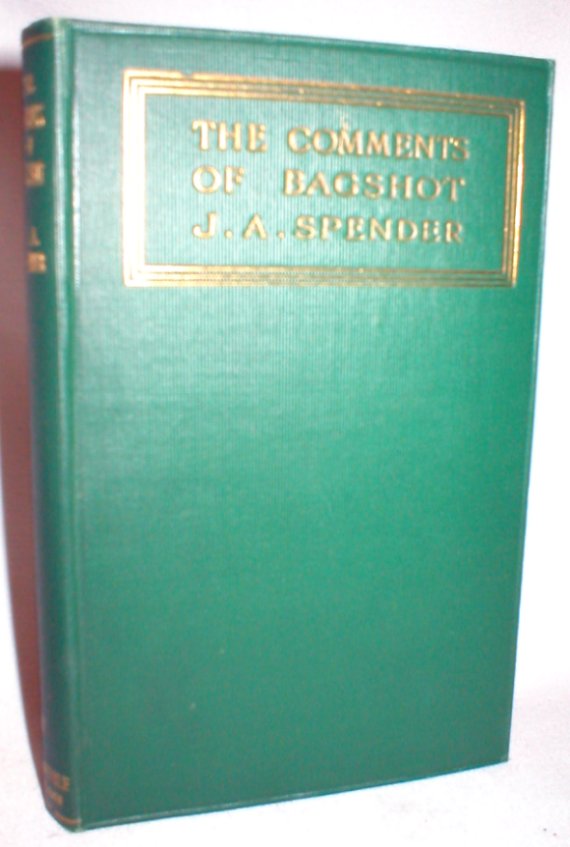 THE COMMENTS
OF BAGSHOT
J. A. SPENDER